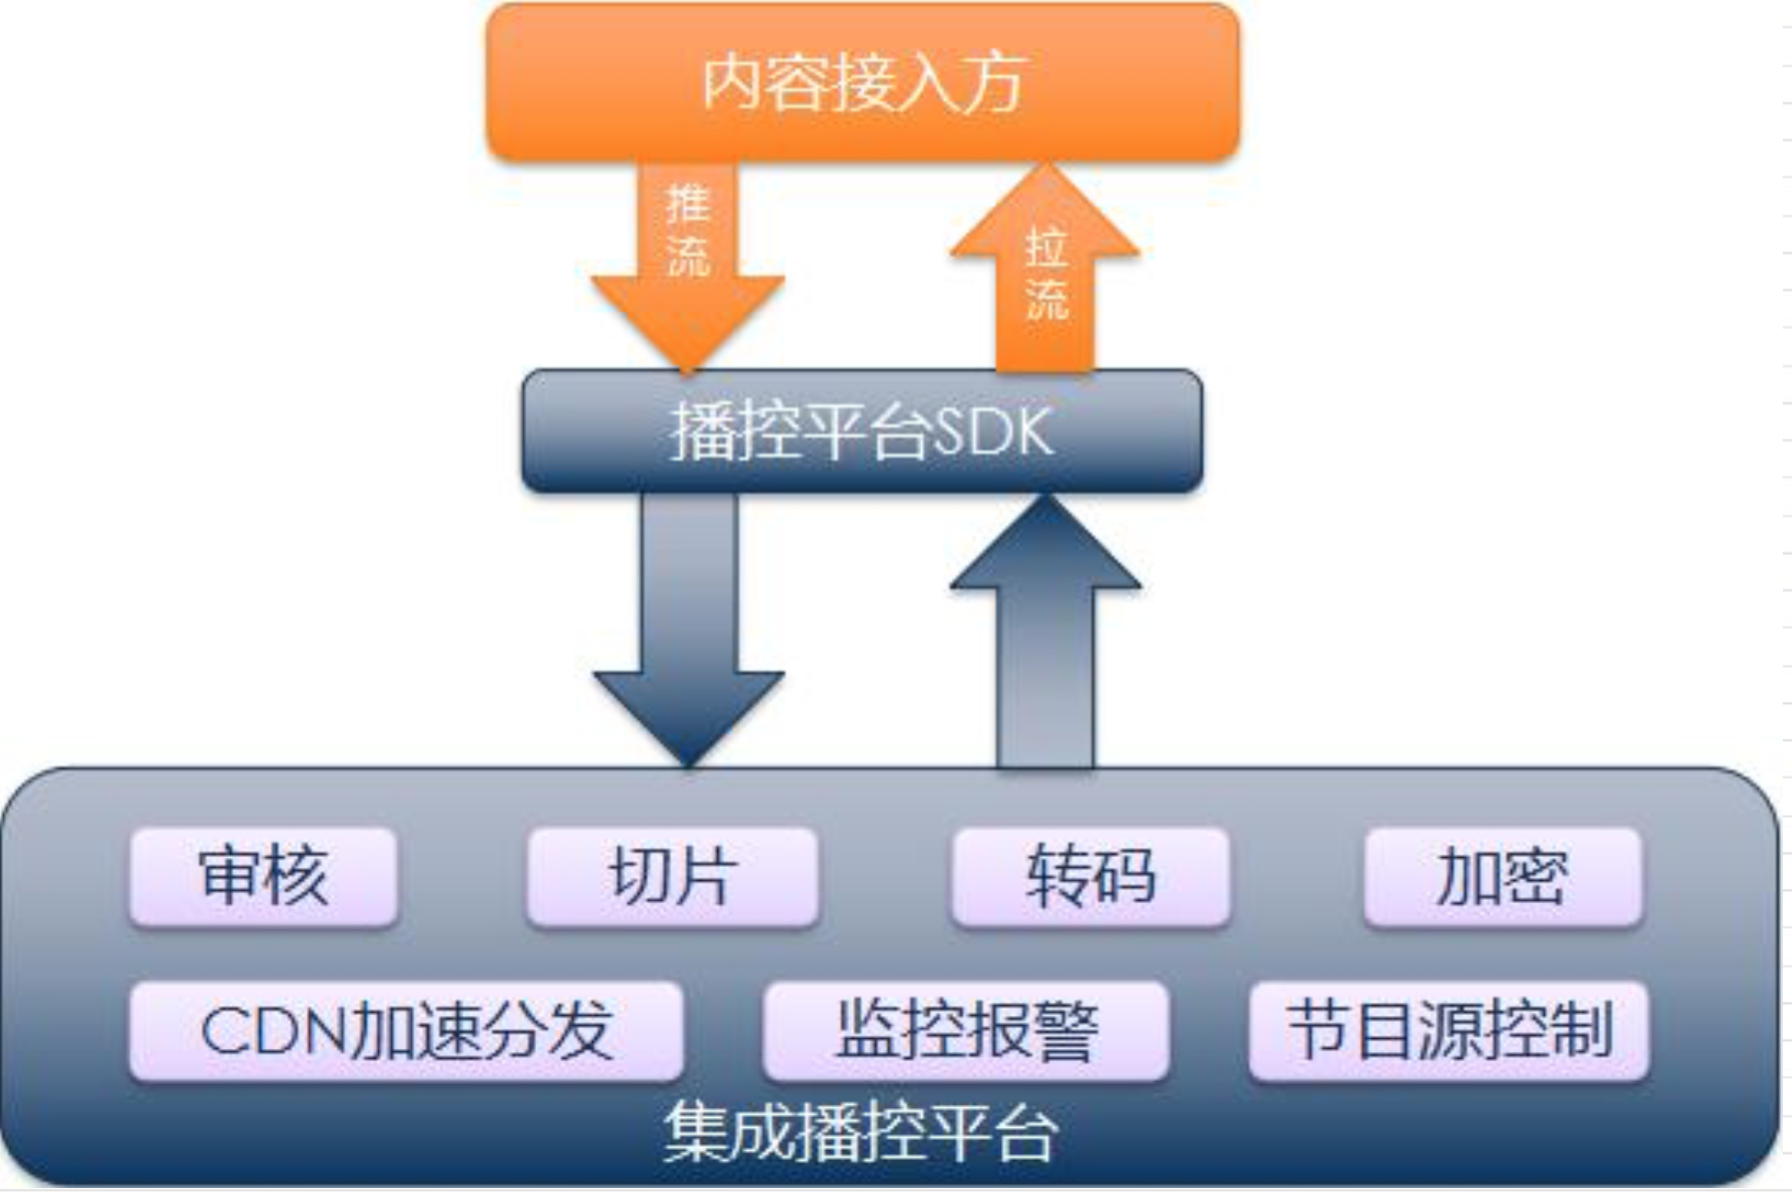 内容接入方
推流
拉流
播控平台SDK
审核
切片
转码
加密
CDN加速分发
监控报警
节目源控制
集成播控平台